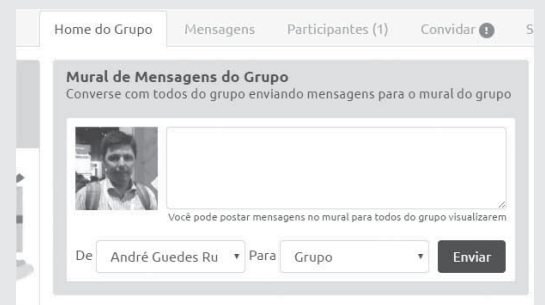 Home do Grupo Mensagens Participantes (1) Convidar ! S
Mural de Mensagens do Grupo
Converse com todos do grupo enviando mensagens para o mural do grupo
Você pode postar mensagens no mural para todos do grupo visualizarem
De André Guedes Ru Para Grupo Enviar